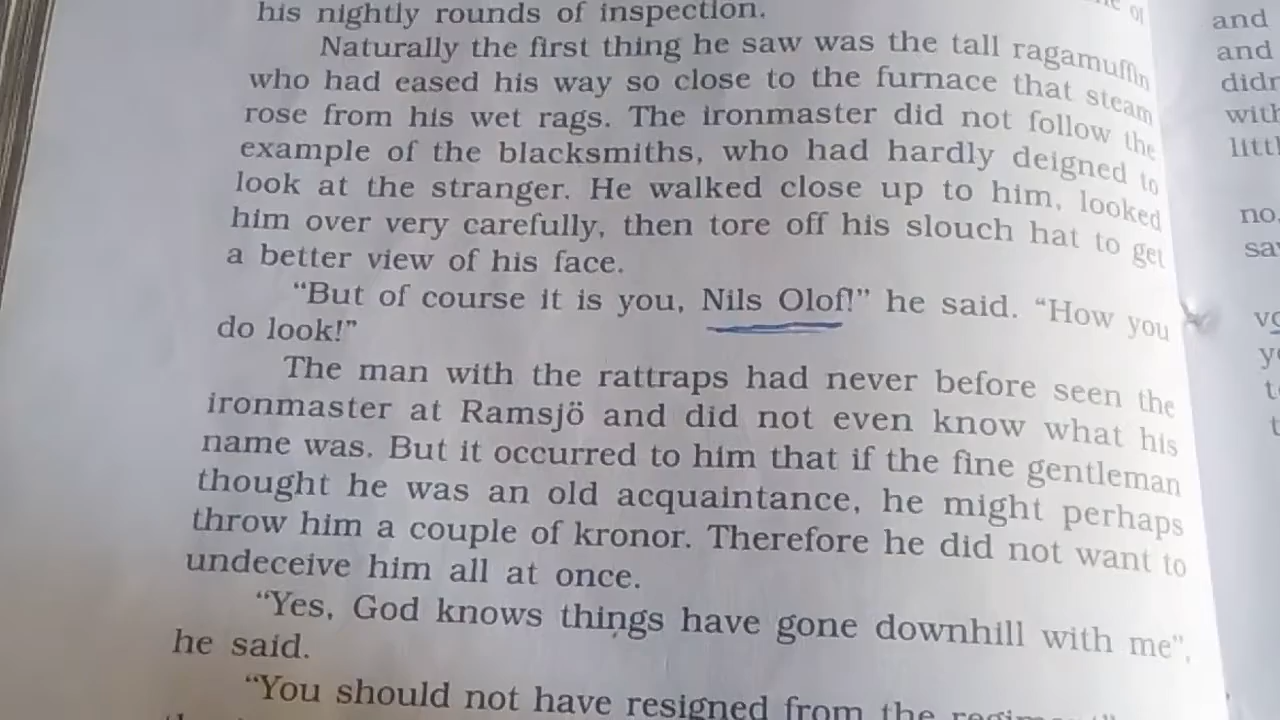 his nightly rounds of inspection.
Naturally the first thing he saw was the tall ragamuffin
who had eased his way so close to the furnace that steam
rose from his wet rags. The ironmaster did not follow the
example of the blacksmiths, who had hardly deigned to
look at the stranger. He walked close up to him, looked
him over very carefully, then tore off his slouch hat to get
a better view of his face.
“But of course it is you, Nils Olof!” he said. “How you
do look!”
The man with the rattraps had never before seen the
ironmaster at Ramsjö and did not even know what his
name was. But it occurred to him that if the fine gentleman
thought he was an old acquaintance, he might perhaps
throw him a couple of kronor. Therefore he did not want to
undeceive him all at once.
“Yes, God knows things have gone downhill with me”,
he said.
“You should not have resigned from the
of
and
and
with
no